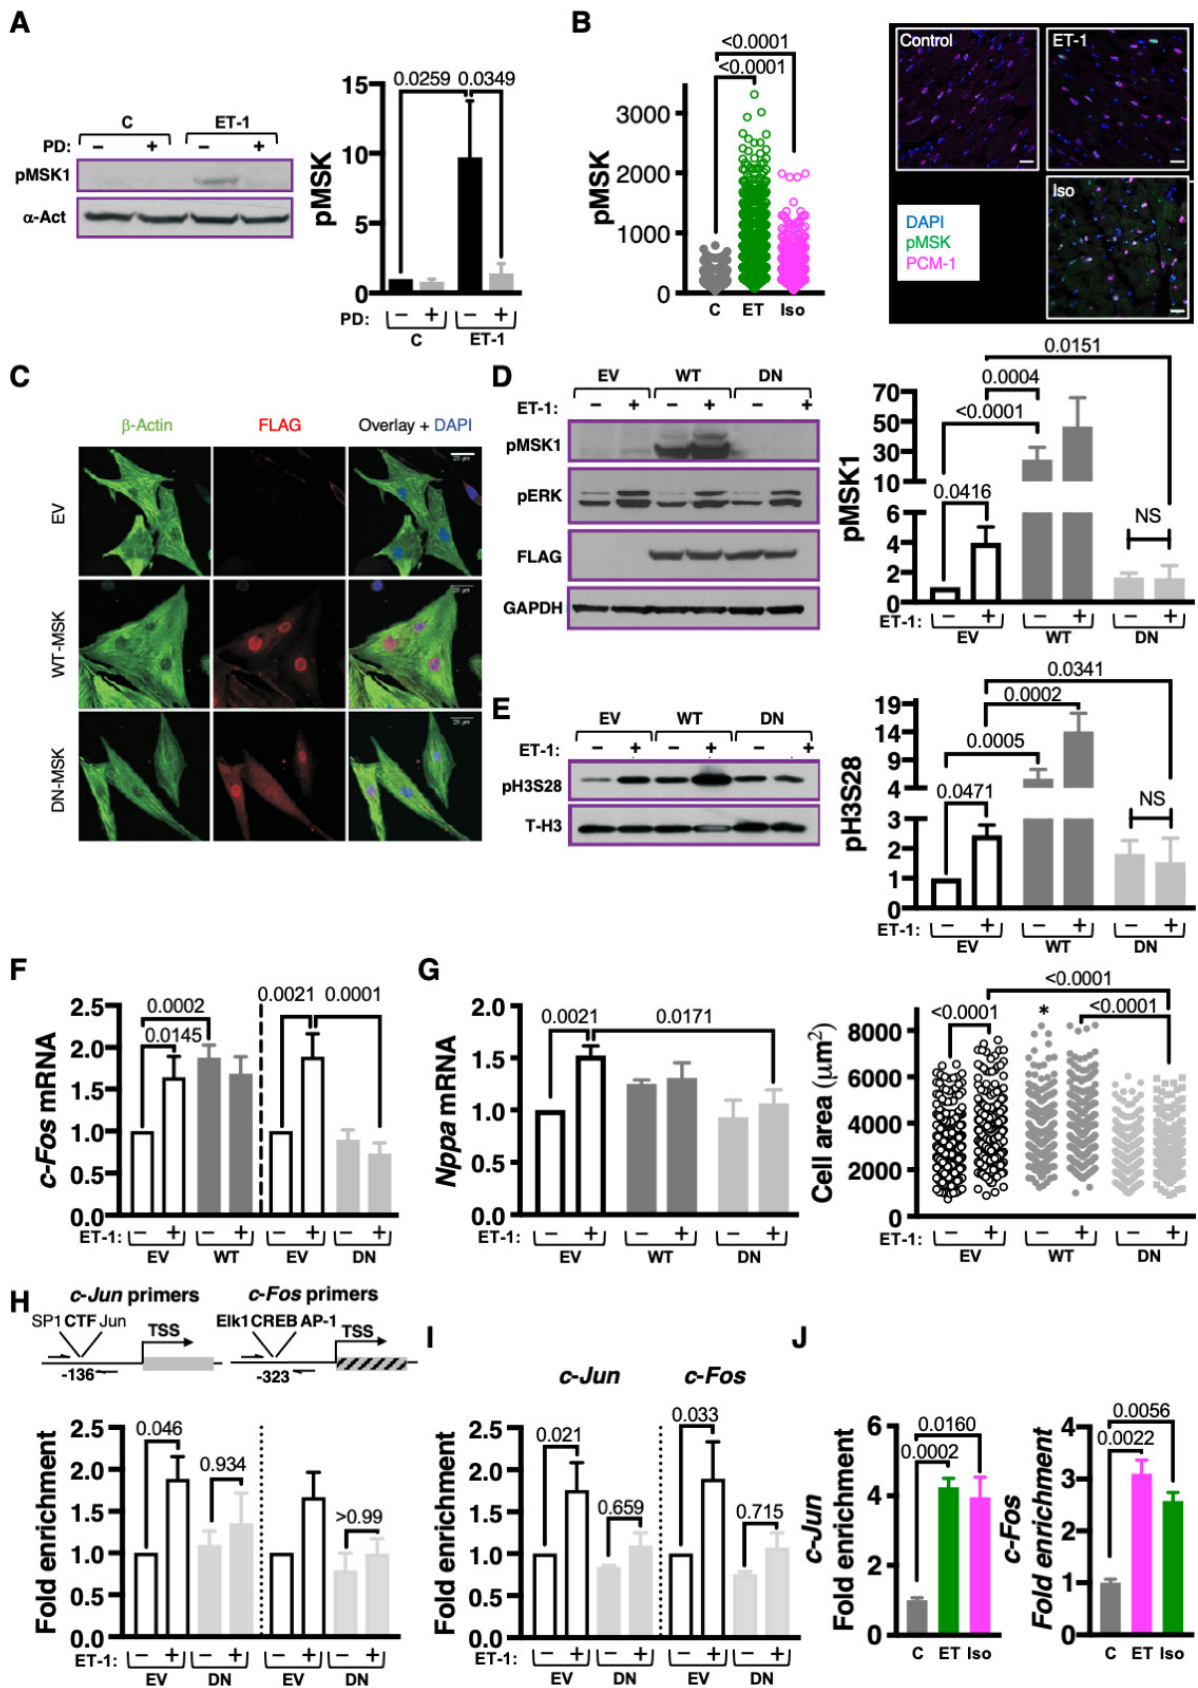 A
C
ET-1
PD:
–
+
–
+
pMSK1
α-Act
pMSK
15
10
5
0
0.0259
0.0349
PD:
–
+
–
+
C
ET-1
B
<0.0001
<0.0001
pMSK
3000
2000
1000
0
C
ET
Iso
Control
ET-1
Iso
DAPI
pMSK
PCM-1
C
β-Actin
FLAG
Overlay + DAPI
EV
WT-MSK
DN-MSK
D
EV
WT
DN
ET-1:
–
+
–
+
–
+
pMSK1
pERK
FLAG
GAPDH
0.0151
0.0004
<0.0001
0.0416
NS
pMSK1
70
50
30
10
6
4
2
0
ET-1:
–
+
–
+
–
+
EV
WT
DN
E
EV
WT
DN
ET-1:
–
+
–
+
–
+
pH3S28
T-H3
0.0341
0.0002
0.0005
0.0471
NS
pH3S28
19
14
9
4
3
2
1
0
ET-1:
–
+
–
+
–
+
EV
WT
DN
F
c-Fos mRNA
2.5
2.0
1.5
1.0
0.5
0.0
0.0002
0.0145
0.0021
0.0001
ET-1:
–
+
–
+
–
+
–
+
EV
WT
EV
DN
G
Nppa mRNA
2.0
1.5
1.0
0.5
0.0
0.0021
0.0171
ET-1:
–
+
–
+
–
+
EV
WT
DN
<0.0001
<0.0001
*
<0.0001
Cell area (µm²)
8000
6000
4000
2000
0
ET-1:
–
+
–
+
–
+
EV
WT
DN
H
c-Jun primers
SP1 CTF Jun
TSS
-136
c-Fos primers
Elk1 CREB AP-1
TSS
-323
Fold enrichment
2.5
2.0
1.5
1.0
0.5
0.0
0.046
0.934
>0.99
ET-1:
–
+
–
+
–
+
–
+
EV
DN
EV
DN
I
c-Jun
c-Fos
Fold enrichment
2.5
2.0
1.5
1.0
0.5
0.0
0.021
0.659
0.033
0.715
ET-1:
–
+
–
+
–
+
–
+
EV
DN
EV
DN
J
c-Jun
Fold enrichment
6
4
2
0
0.0160
0.0002
C
ET
Iso
c-Fos
Fold enrichment
4
3
2
1
0
0.0056
0.0022
C
ET
Iso